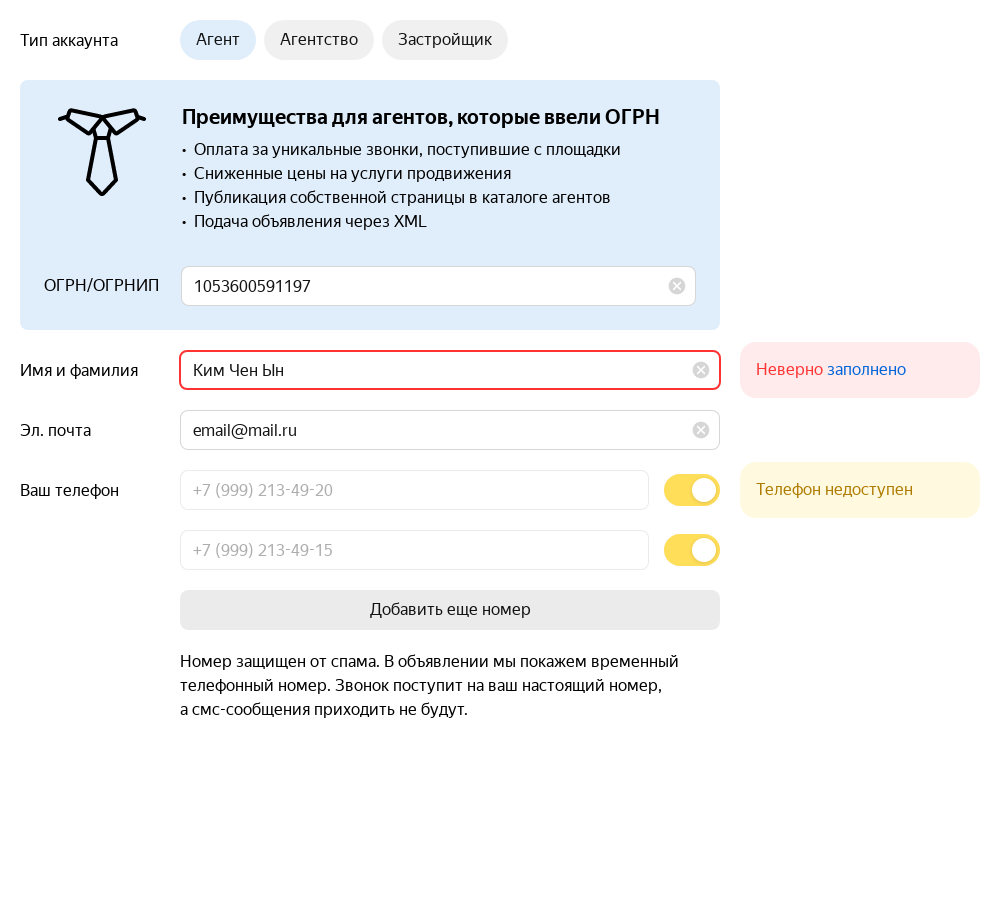 Тип аккаунта
Агент
Агентство
Застройщик
Преимущества для агентов, которые ввели ОГРН
• Оплата за уникальные звонки, поступившие с площадки
• Сниженные цены на услуги продвижения
• Публикация собственной страницы в каталоге агентов
• Подача объявления через XML
ОГРН/ОГРНИП
1053600591197
Имя и фамилия
Ким Чен Ын
Неверно заполнено
Эл. почта
email@mail.ru
Ваш телефон
+7 (999) 213-49-20
Телефон недоступен
+7 (999) 213-49-15
Добавить еще номер
Номер защищен от спама. В объявлении мы покажем временный
телефонный номер. Звонок поступит на ваш настоящий номер,
а смс-сообщения приходить не будут.